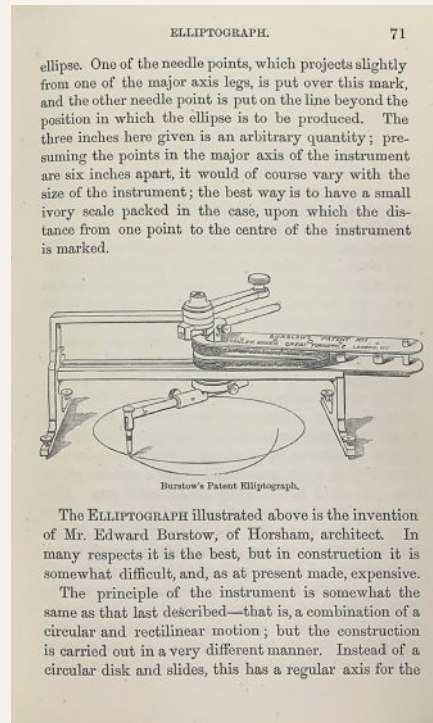 ELLIPTOGRAPH. 71
ellipse. One of the needle points, which projects slightly
from one of the major axis legs, is put over this mark,
and the other needle point is put on the line beyond the
position in which the ellipse is to be produced. The
three inches here given is an arbitrary quantity; pre-
suming the points in the major axis of the instrument
are six inches apart, it would of course vary with the
size of the instrument; the best way is to have a small
ivory scale packed in the case, upon which the dis-
tance from one point to the centre of the instrument
is marked.
BURSTOW'S PATENT
STANLEY MAKER GREAT TURNSTILE LONDON, WC
Burstow's Patent Elliptograph.
The ELLIPTOGRAPH illustrated above is the invention
of Mr. Edward Burstow, of Horsham, architect. In
many respects it is the best, but in construction it is
somewhat difficult, and, as at present made, expensive.
The principle of the instrument is somewhat the
same as that last described—that is, a combination of a
circular and rectilinear motion; but the construction
is carried out in a very different manner. Instead of a
circular disk and slides, this has a regular axis for the